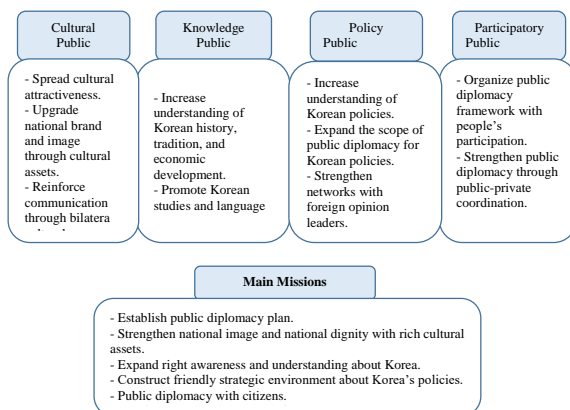 Cultural
Public
Knowledge
Public
Policy
Public
Participatory
Public
- Spread cultural
attractiveness.
- Upgrade
national brand
and image through
cultural assets.
- Reinforce
communication
through bilatera
- Increase
understanding of
Korean history,
tradition, and
economic
development.
- Promote Korean
studies and language
- Increase
understanding of
Korean policies.
- Expand the scope of
public diplomacy for
Korean policies.
- Strengthen
networks with
foreign opinion
leaders.
- Organize public
diplomacy
framework with
people's
participation.
- Strengthen public
diplomacy through
public-private
coordination.
Main Missions
- Establish public diplomacy plan.
- Strengthen national image and national dignity with rich cultural
assets.
- Expand right awareness and understanding about Korea.
- Construct friendly strategic environment about Korea's policies.
- Public diplomacy with citizens.